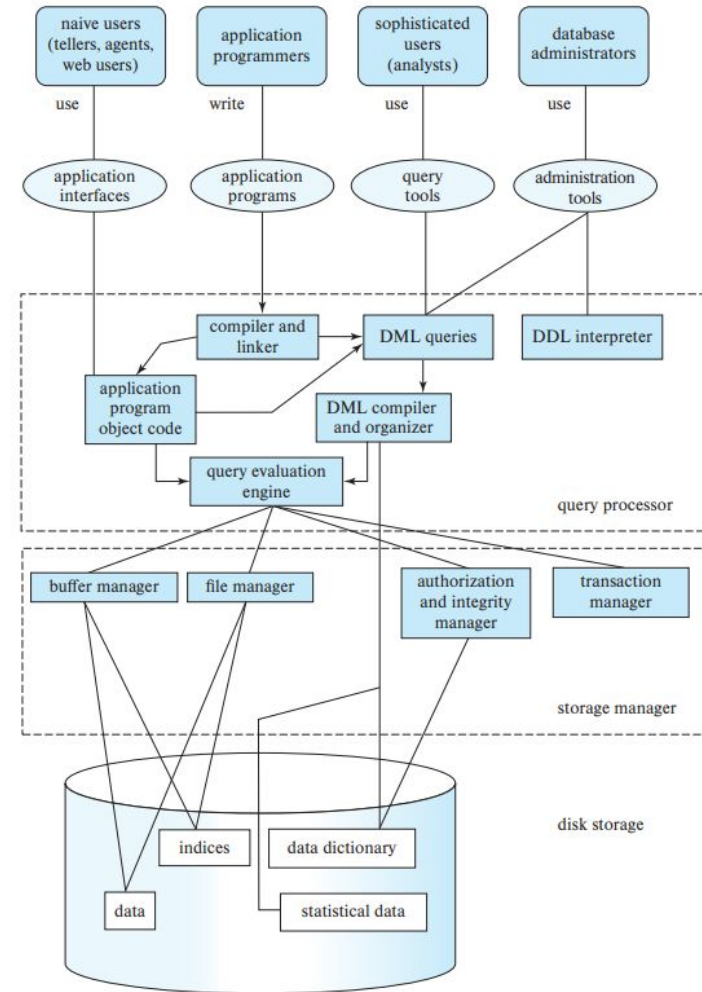 naive users
(tellers, agents,
web users)
application
programmers
sophisticated
users
(analysts)
database
administrators
use
write
use
use
application
interfaces
application
programs
query
tools
administration
tools
compiler and
linker
DML queries
DDL interpreter
application
program
object code
DML compiler
and organizer
query evaluation
engine
query processor
buffer manager
file manager
authorization
and integrity
manager
transaction
manager
storage manager
disk storage
indices
data dictionary
data
statistical data